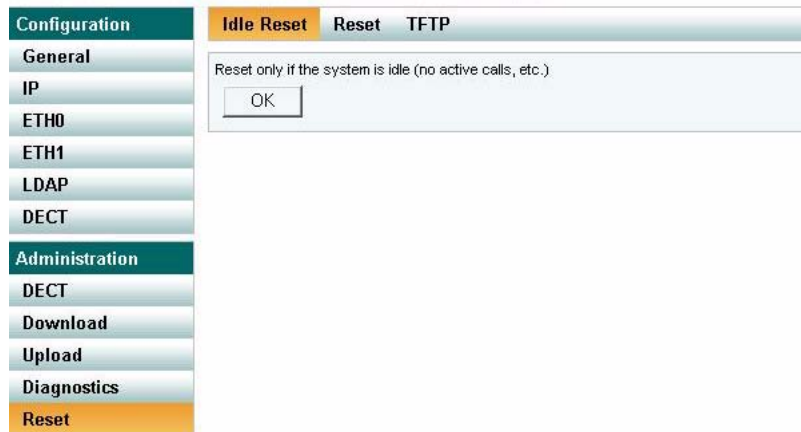 Configuration
General
IP
ETH0
ETH1
LDAP
DECT
Administration
DECT
Download
Upload
Diagnostics
Reset
Idle Reset Reset TFTP
Reset only if the system is idle (no active calls, etc.)
OK